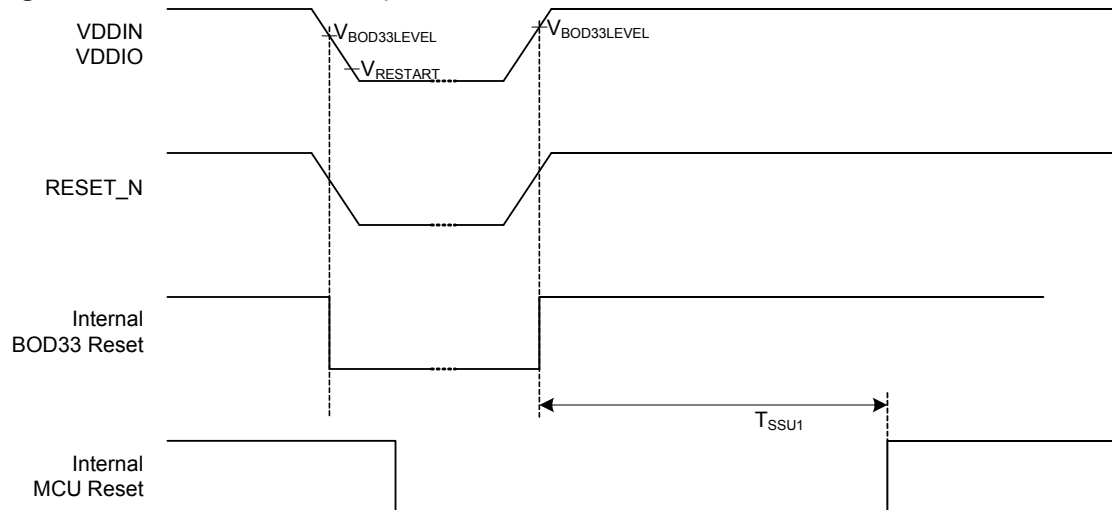 VDDIN
VDDIO
VBOD33LEVEL
VBOD33LEVEL
VRESTART
RESET_N
Internal
BOD33 Reset
TSSU1
Internal
MCU Reset